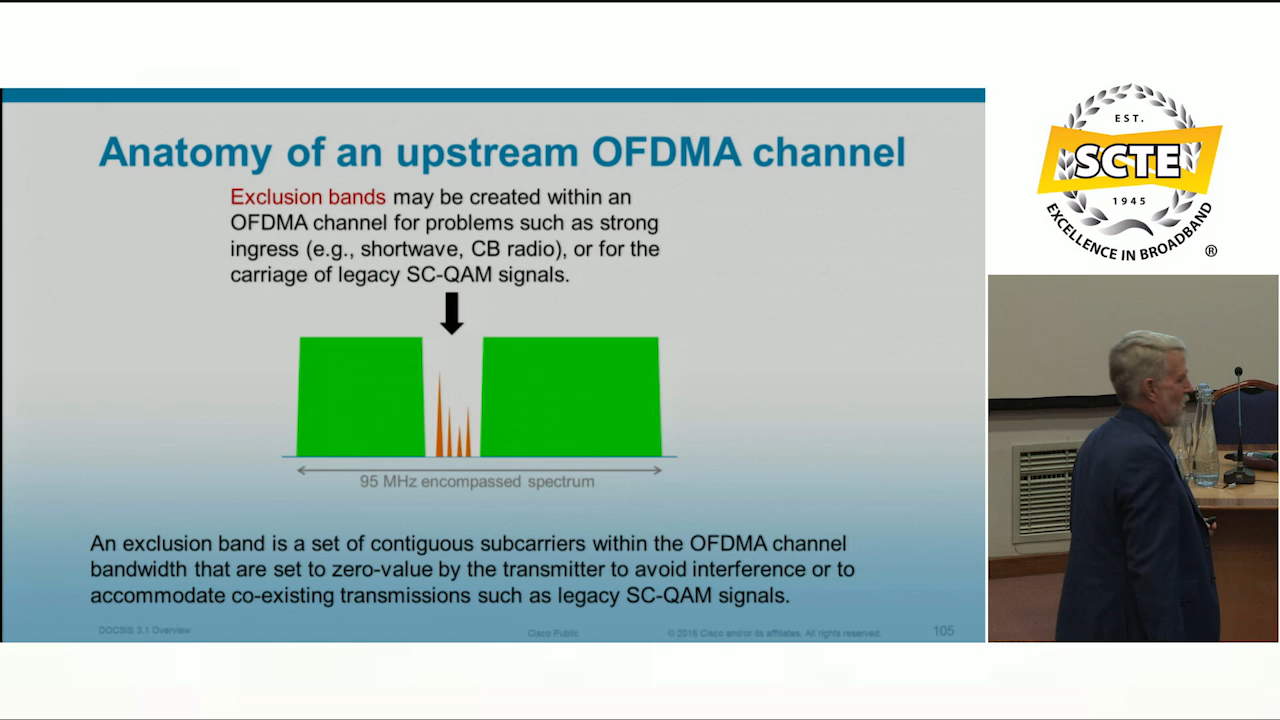 Anatomy of an upstream OFDMA channel
Exclusion bands may be created within an
OFDMA channel for problems such as strong
ingress (e.g., shortwave, CB radio), or for the
carriage of legacy SC-QAM signals.
95 MHz encompassed spectrum
An exclusion band is a set of contiguous subcarriers within the OFDMA channel
bandwidth that are set to zero-value by the transmitter to avoid interference or to
accommodate co-existing transmissions such as legacy SC-QAM signals.
DOCSIS 3.1 Overview
Cisco Public
© 2016 Cisco and/or its affiliates. All rights reserved.
105
EST.
SCTE
1945
EXCELLENCE IN BROADBAND
®